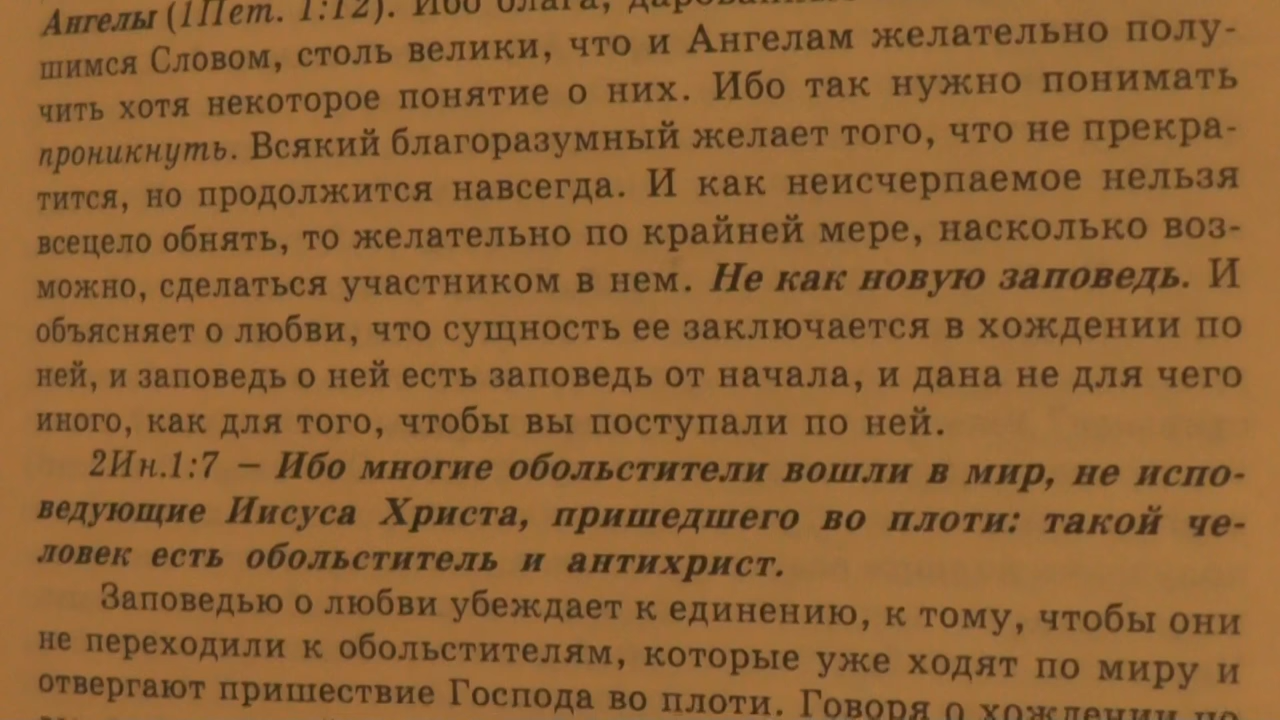 Ангелы (1Пет. 1:12). Ибо блага,
шимся Словом, столь велики, что и Ангелам желательно полу-
чить хотя некоторое понятие о них. Ибо так нужно понимать
проникнуть. Всякий благоразумный желает того, что не прекра-
тится, но продолжится навсегда. И как неисчерпаемое нельзя
всецело обнять, то желательно по крайней мере, насколько воз-
можно, сделаться участником в нем. Не как новую заповедь. И
объясняет о любви, что сущность ее заключается в хождении по
ней, и заповедь о ней есть заповедь от начала, и дана не для чего
иного, как для того, чтобы вы поступали по ней.
2Ин.1:7 – Ибо многие обольстители вошли в мир, не испо-
ведующие Иисуса Христа, пришедшего во плоти: такой че-
ловек есть обольститель и антихрист.
Заповедью о любви убеждает к единению, к тому, чтобы они
не переходили к обольстителям, которые уже ходят по миру и
отвергают пришествие Господа во плоти. Говоря о хождении по